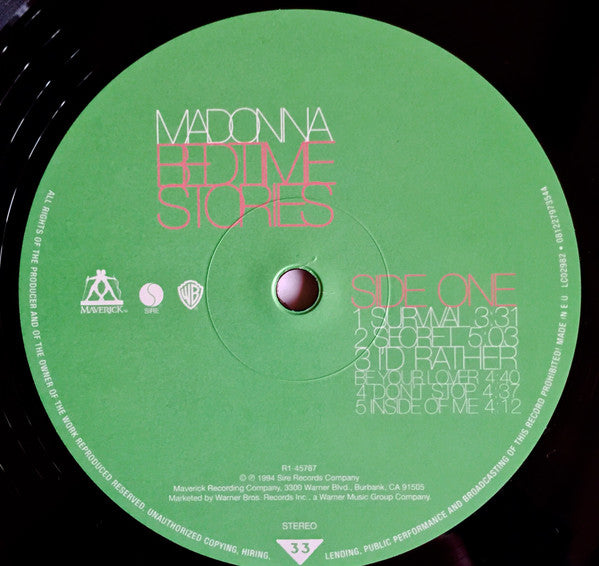 MADONNA
BEDTIME
STORIES
MAVERICK™
SIRE
WB
SIDE ONE
1 SURVIVAL 3:31
2 SECRET 5:03
3 I'D RATHER
BE YOUR LOVER 4:40
4 DON'T STOP 4:37
5 INSIDE OF ME 4:12
R1-45767
© ℗ 1994 Sire Records Company
Maverick Recording Company, 3300 Warner Blvd., Burbank, CA 91505
Marketed by Warner Bros. Records Inc., a Warner Music Group Company.
STEREO
33
ALL RIGHTS OF THE PRODUCER AND OF THE OWNER OF THE WORK REPRODUCED RESERVED. UNAUTHORIZED COPYING, HIRING, LENDING, PUBLIC PERFORMANCE AND BROADCASTING OF THIS RECORD PROHIBITED! MADE IN E.U. LC02982 • 081227973544